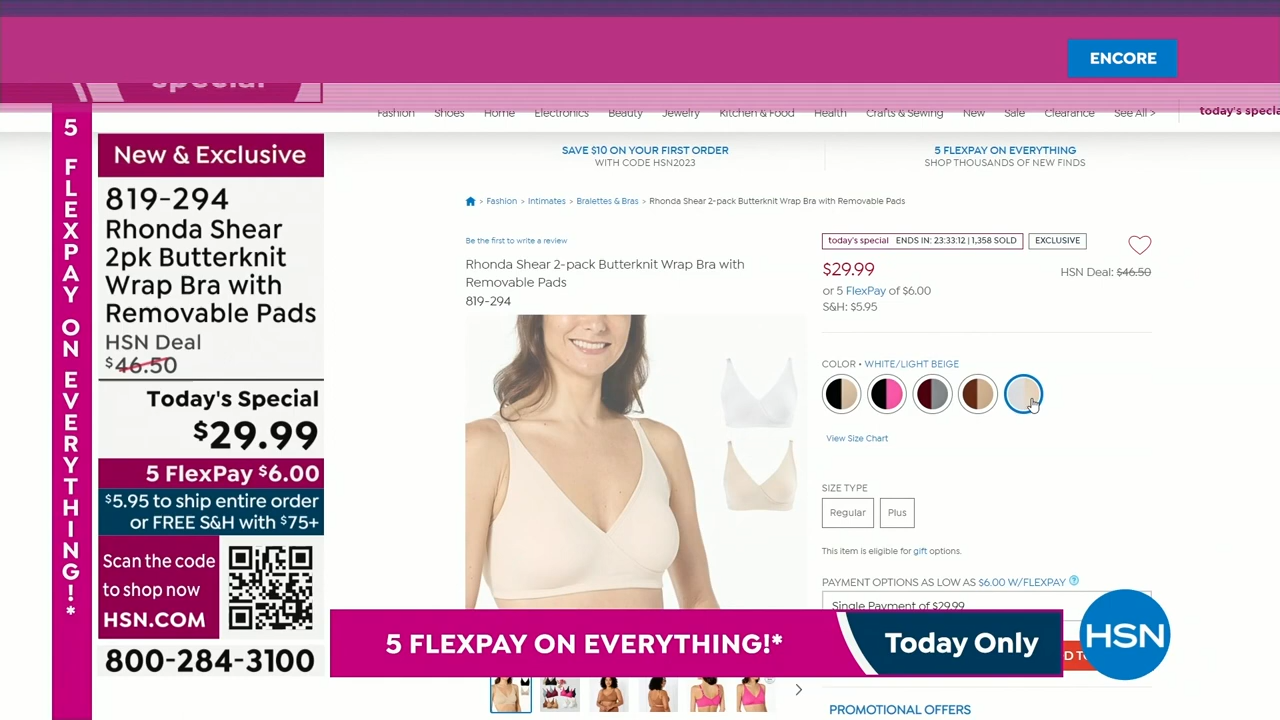 ENCORE
special
5 FLEXPAY ON EVERYTHING!*
New & Exclusive
819-294
Rhonda Shear
2pk Butterknit
Wrap Bra with
Removable Pads
HSN Deal
$46.50
Today's Special
$29.99
5 FlexPay $6.00
$5.95 to ship entire order
or FREE S&H with $75+
Scan the code
to shop now
HSN.COM
800-284-3100
Fashion Shoes Home Electronics Beauty Jewelry Kitchen & Food Health Crafts & Sewing New Sale Clearance See All > today's specia
SAVE $10 ON YOUR FIRST ORDER
WITH CODE HSN2023
5 FLEXPAY ON EVERYTHING
SHOP THOUSANDS OF NEW FINDS
> Fashion > Intimates > Bralettes & Bras > Rhonda Shear 2-pack Butterknit Wrap Bra with Removable Pads
Be the first to write a review
Rhonda Shear 2-pack Butterknit Wrap Bra with
Removable Pads
819-294
today's special ENDS IN: 23:33:12 | 1,358 SOLD EXCLUSIVE
$29.99 HSN Deal: $46.50
or 5 FlexPay of $6.00
S&H: $5.95
COLOR • WHITE/LIGHT BEIGE
View Size Chart
SIZE TYPE
Regular Plus
This item is eligible for gift options.
PAYMENT OPTIONS AS LOW AS $6.00 W/FLEXPAY ?
Single Payment of $29.99
D TO
5 FLEXPAY ON EVERYTHING!* Today Only HSN
PROMOTIONAL OFFERS